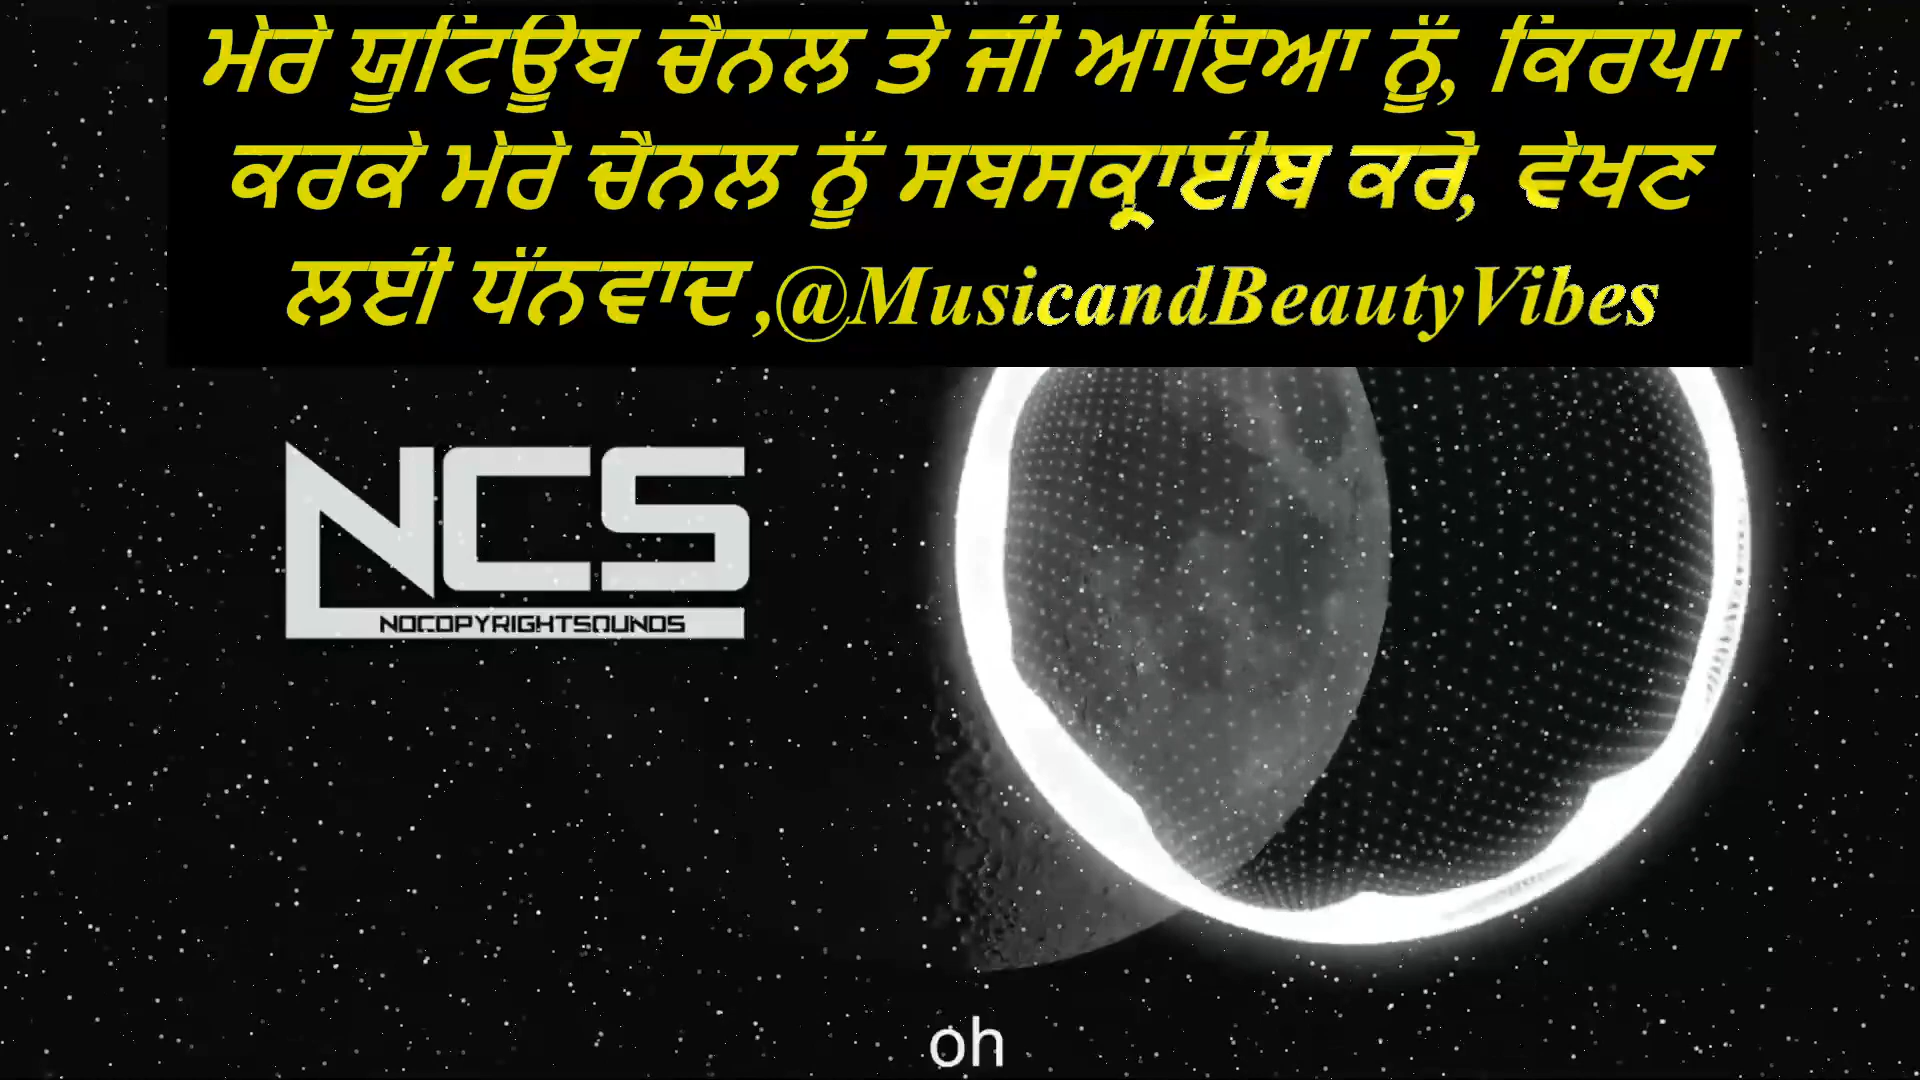 ਮੇਰੇ ਯੂਟਿਊਬ ਚੈਨਲ ਤੇ ਜੀ ਆਇਆ ਨੂੰ, ਕਿਰਪਾ
ਕਰਕੇ ਮੇਰੇ ਚੈਨਲ ਨੂੰ ਸਬਸਕ੍ਰਾਈਬ ਕਰੋ, ਵੇਖਣ
ਲਈ ਧੰਨਵਾਦ ,@MusicandBeautyVibes
NCS
NOCOPYRIGHTSOUNDS
oh